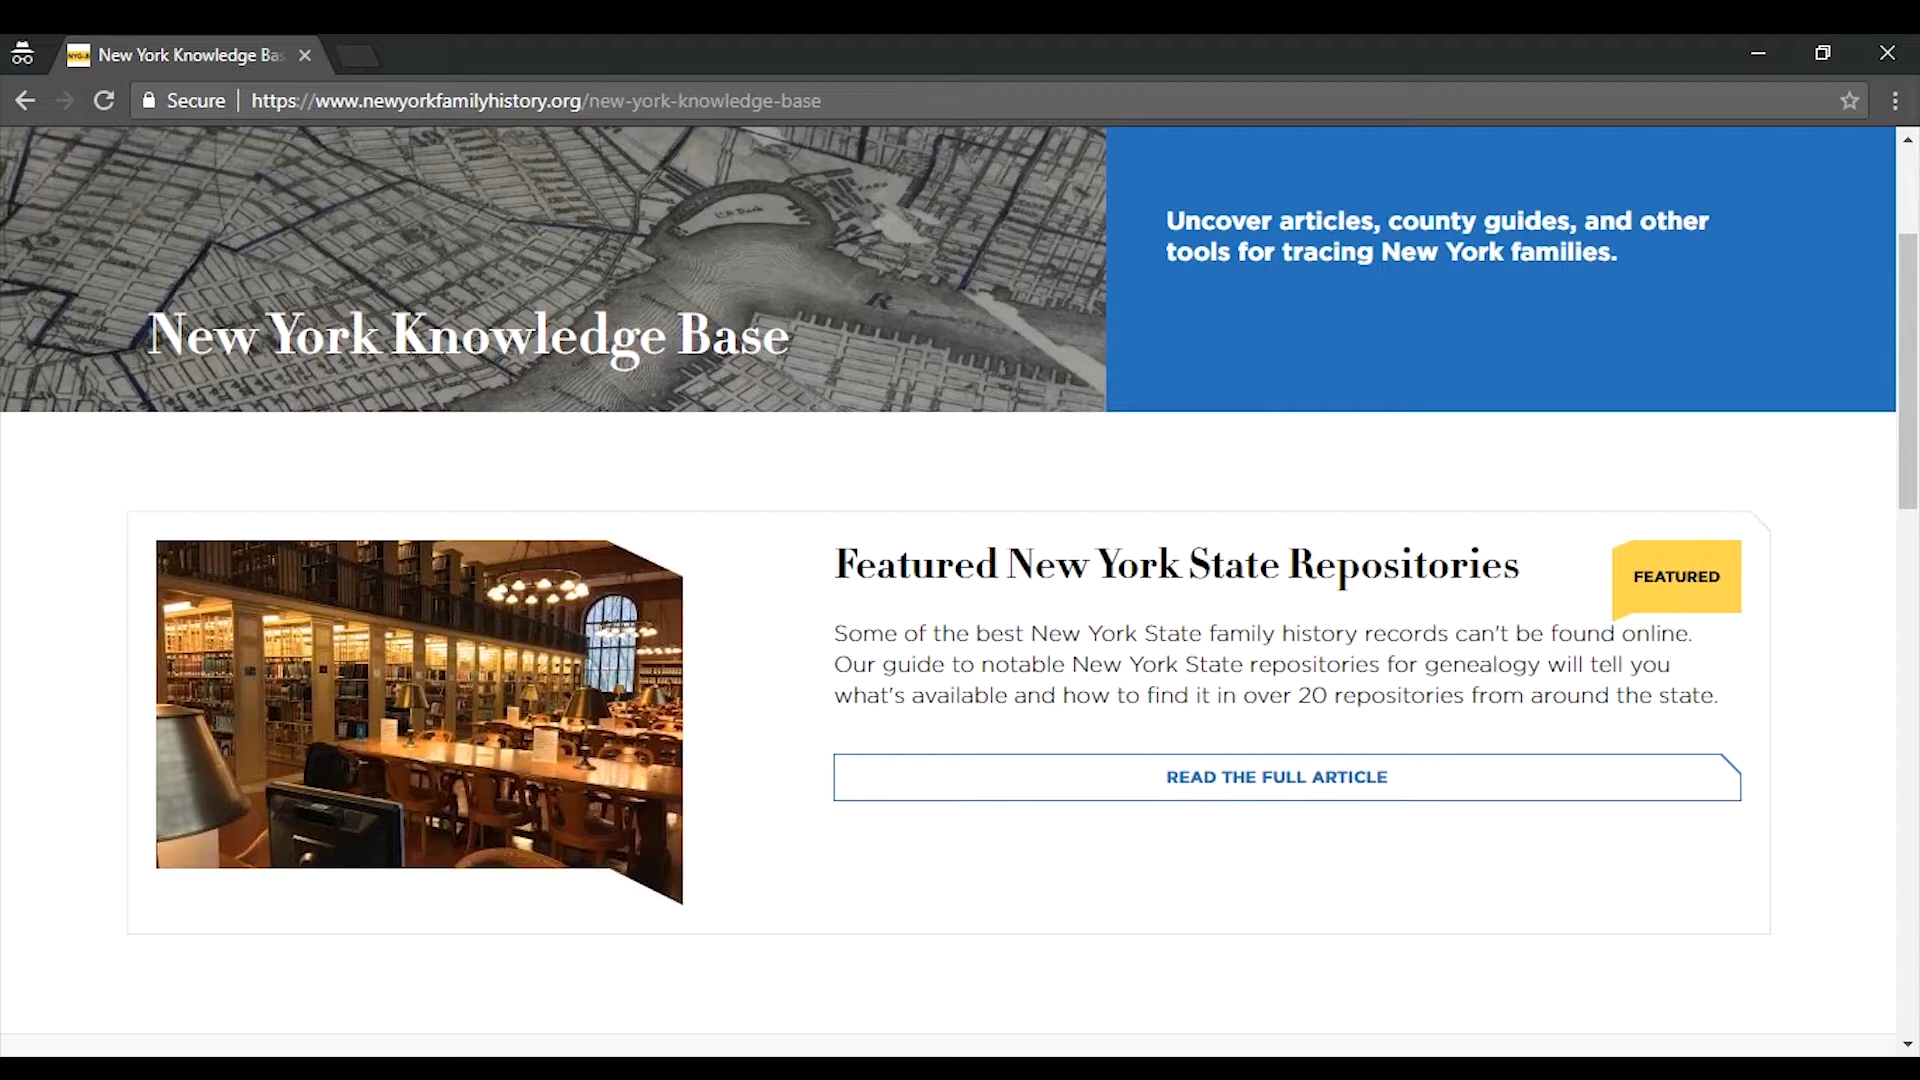 New York Knowledge Bas
Secure
https://www.newyorkfamilyhistory.org/new-york-knowledge-base
U.S. Dock
Uncover articles, county guides, and other
tools for tracing New York families.
New York Knowledge Base
Featured New York State Repositories
FEATURED
Some of the best New York State family history records can't be found online.
Our guide to notable New York State repositories for genealogy will tell you
what's available and how to find it in over 20 repositories from around the state.
READ THE FULL ARTICLE